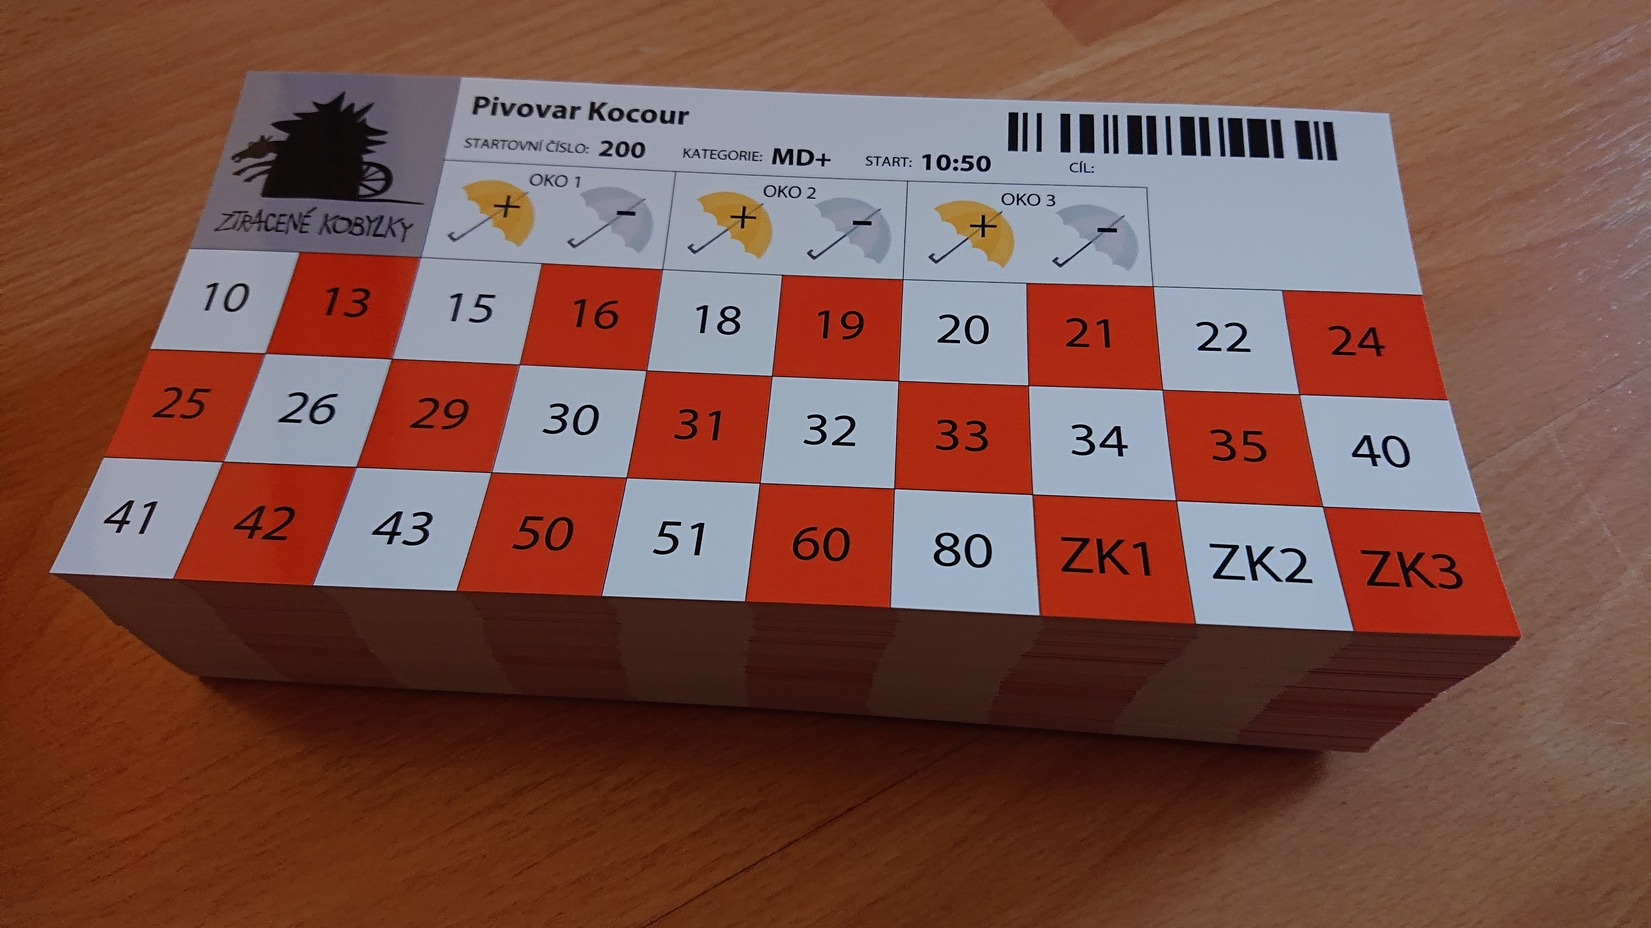 Pivovar Kocour
STARTOVNÍ ČÍSLO: 200 KATEGORIE: MD+ START: 10:50 CÍL:
ZTRACENÉ KOBYLKY
OKO 1 OKO 2 OKO 3
+ - + - + -
10 13 15 16 18 19 20 21 22 24
25 26 29 30 31 32 33 34 35 40
41 42 43 50 51 60 80 ZK1 ZK2 ZK3